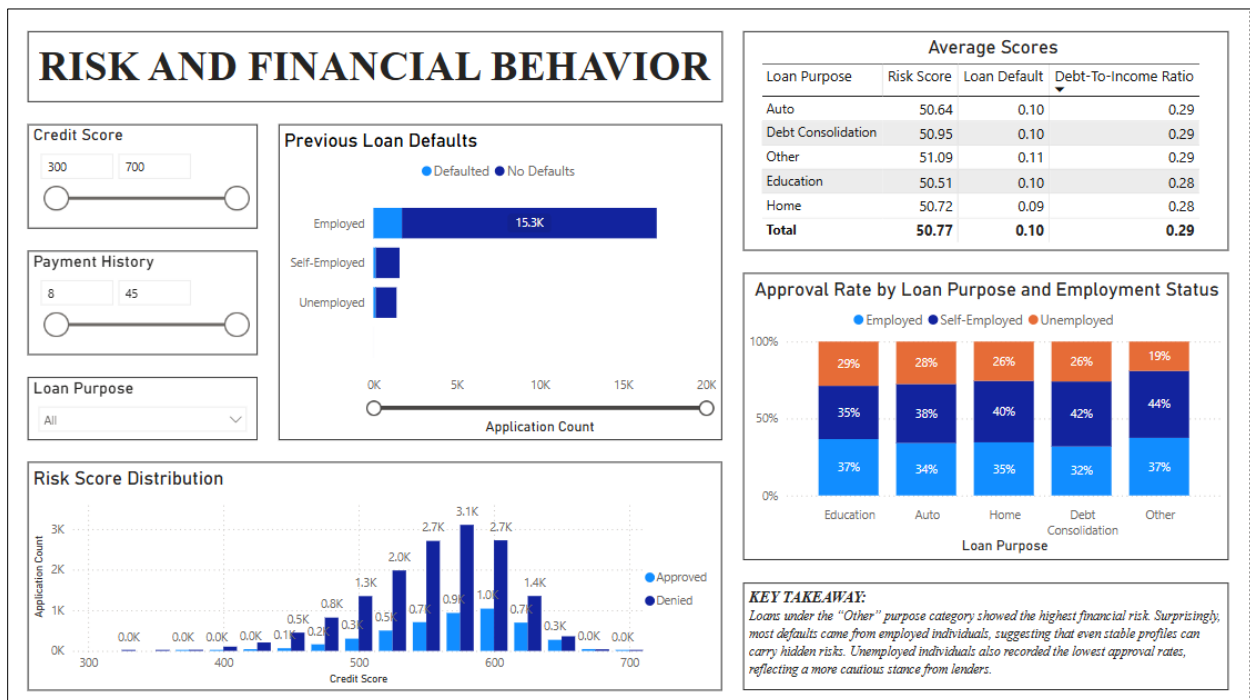 RISK AND FINANCIAL BEHAVIOR
Credit Score
300 700
Payment History
8 45
Loan Purpose
All
Previous Loan Defaults
Defaulted No Defaults
Employed 15.3K
Self-Employed
Unemployed
0K 5K 10K 15K 20K
Application Count
Risk Score Distribution
Application Count
3K
2K
1K
0K
0.0K 0.0K 0.0K 0.0K 0.1K 0.5K 0.2K 0.8K 0.3K 1.3K 0.5K 2.0K 0.7K 2.7K 0.9K 3.1K 1.0K 2.7K 0.7K 1.4K 0.3K 0.0K 0.0K
Approved
Denied
300 400 500 600 700
Credit Score
Average Scores
Loan Purpose Risk Score Loan Default Debt-To-Income Ratio
Auto 50.64 0.10 0.29
Debt Consolidation 50.95 0.10 0.29
Other 51.09 0.11 0.29
Education 50.51 0.10 0.28
Home 50.72 0.09 0.28
Total 50.77 0.10 0.29
Approval Rate by Loan Purpose and Employment Status
Employed Self-Employed Unemployed
100%
50%
0%
29% 28% 26% 26% 19%
35% 38% 40% 42% 44%
37% 34% 35% 32% 37%
Education Auto Home Debt Other
Consolidation
Loan Purpose
KEY TAKEAWAY:
Loans under the “Other” purpose category showed the highest financial risk. Surprisingly,
most defaults came from employed individuals, suggesting that even stable profiles can
carry hidden risks. Unemployed individuals also recorded the lowest approval rates,
reflecting a more cautious stance from lenders.